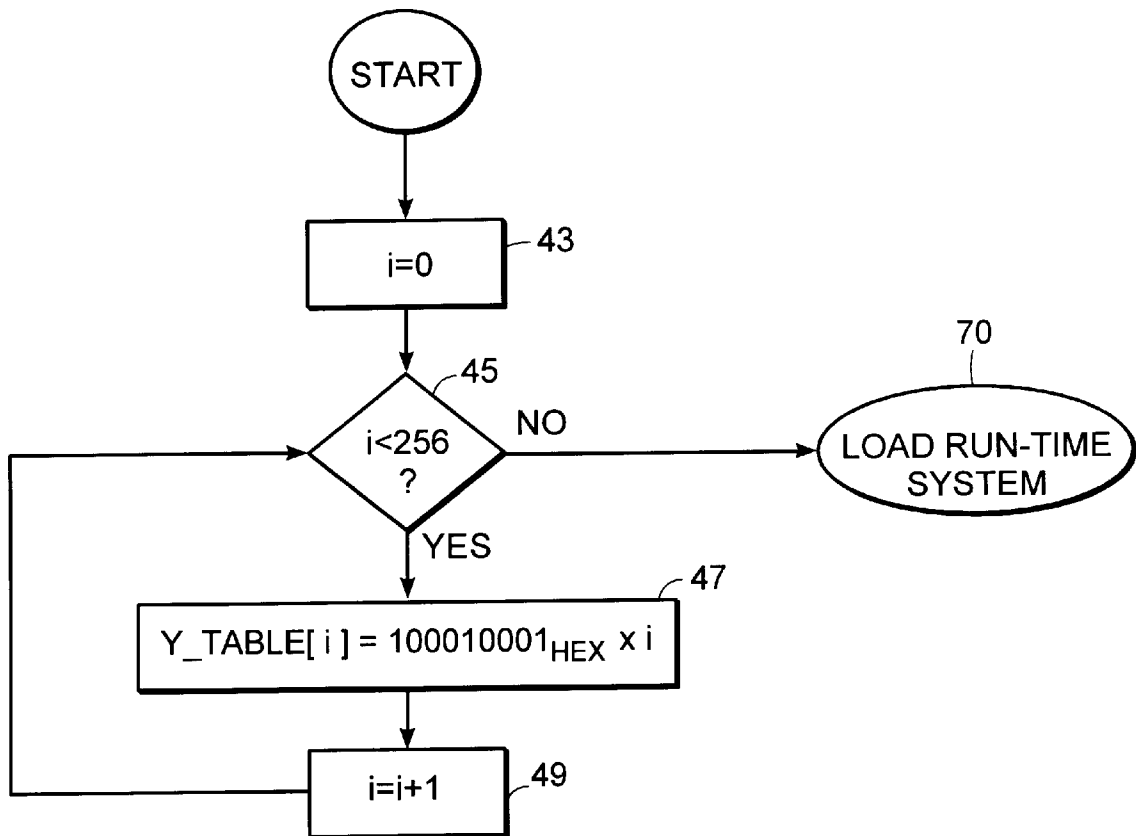 START
43
i=0
45
i<256
?
NO
YES
70
LOAD RUN-TIME
SYSTEM
47
Y_TABLE[ i ] = 100010001HEX x i
i=i+1
49